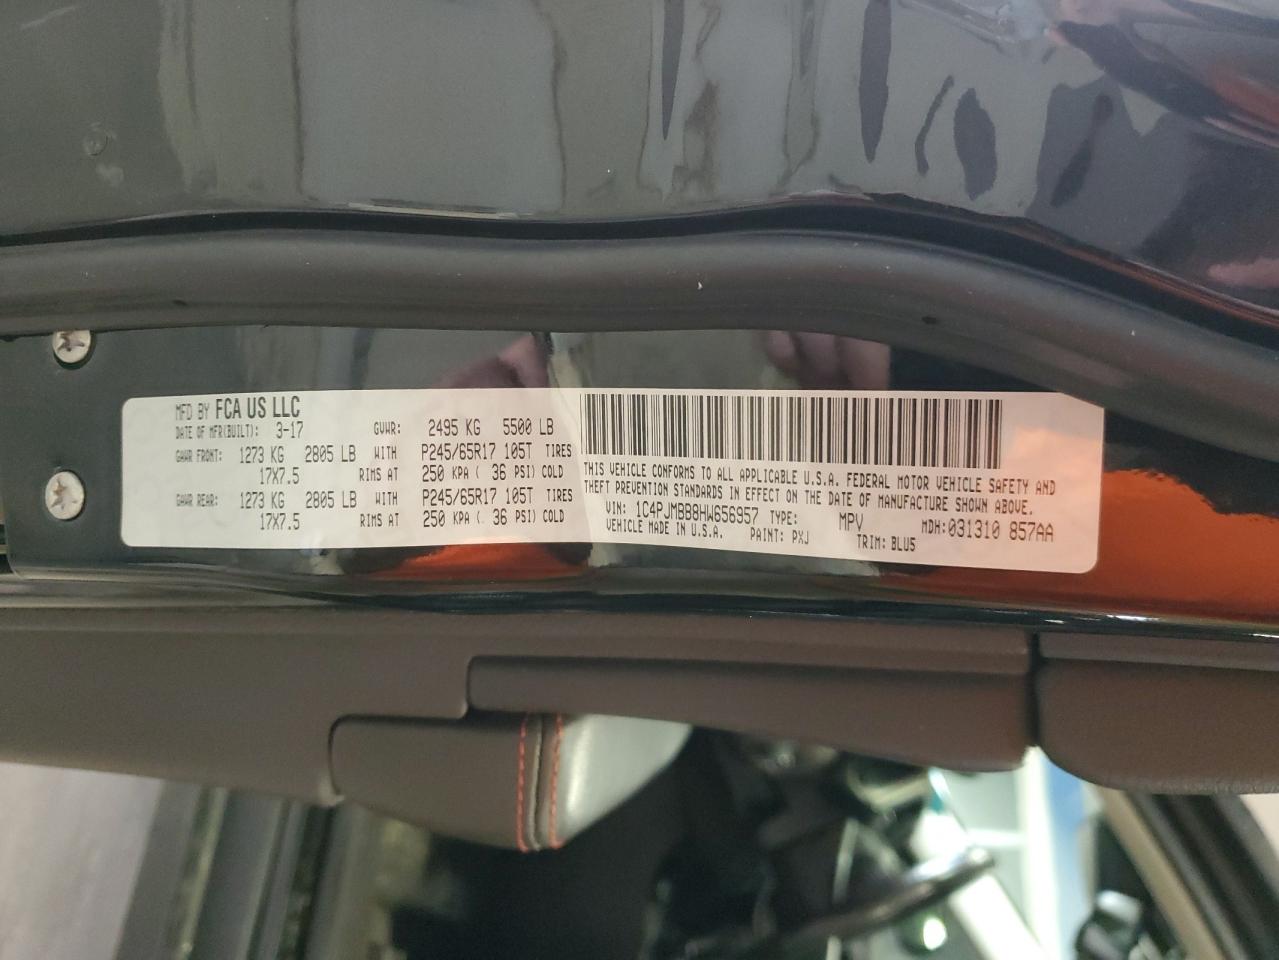 MFD BY FCA US LLC
DATE OF MFR(BUILT): 3-17 GVWR: 2495 KG 5500 LB
GAWR FRONT: 1273 KG 2805 LB WITH P245/65R17 105T TIRES
17X7.5 RIMS AT 250 KPA ( 36 PSI) COLD
GAWR REAR: 1273 KG 2805 LB WITH P245/65R17 105T TIRES
17X7.5 RIMS AT 250 KPA ( 36 PSI) COLD
THIS VEHICLE CONFORMS TO ALL APPLICABLE U.S.A. FEDERAL MOTOR VEHICLE SAFETY AND
THEFT PREVENTION STANDARDS IN EFFECT ON THE DATE OF MANUFACTURE SHOWN ABOVE.
VIN: 1C4PJMBB8HW656957 TYPE: MPV MDH: 031310 857AA
VEHICLE MADE IN U.S.A. PAINT: PXJ TRIM: BLU5